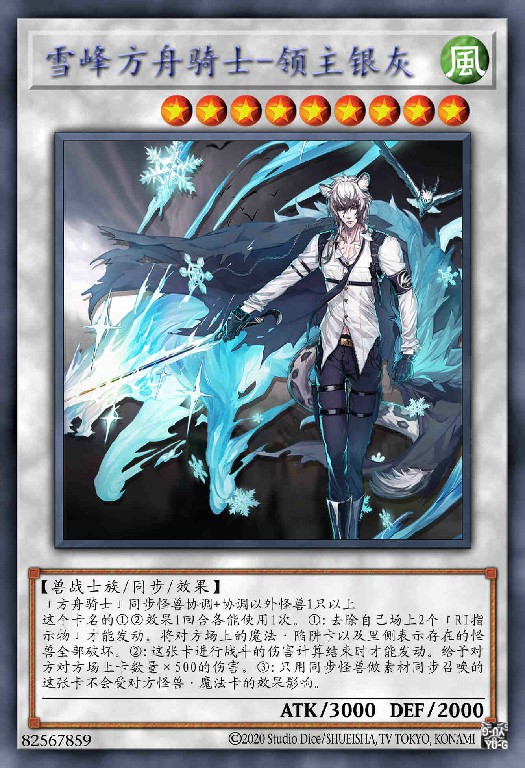 雪峰方舟骑士-领主银灰
風
【兽战士族/同步/效果】
「方舟骑士」同步怪兽协调+协调以外怪兽1只以上
这个卡名的①②效果1回合各能使用1次。①:去除自己场上2个「RI指
示物」才能发动。将对方场上的魔法·陷阱卡以及里侧表示存在的怪
兽全部破坏。②:这张卡进行战斗的伤害计算结束时才能发动。给予对
方对方场上卡数量×500的伤害。③:只用同步怪兽做素材同步召唤的
这张卡不会受对方怪兽·魔法卡的效果影响。
ATK/3000 DEF/2000
82567859
©2020 Studio Dice/SHUEISHA, TV TOKYO, KONAMI